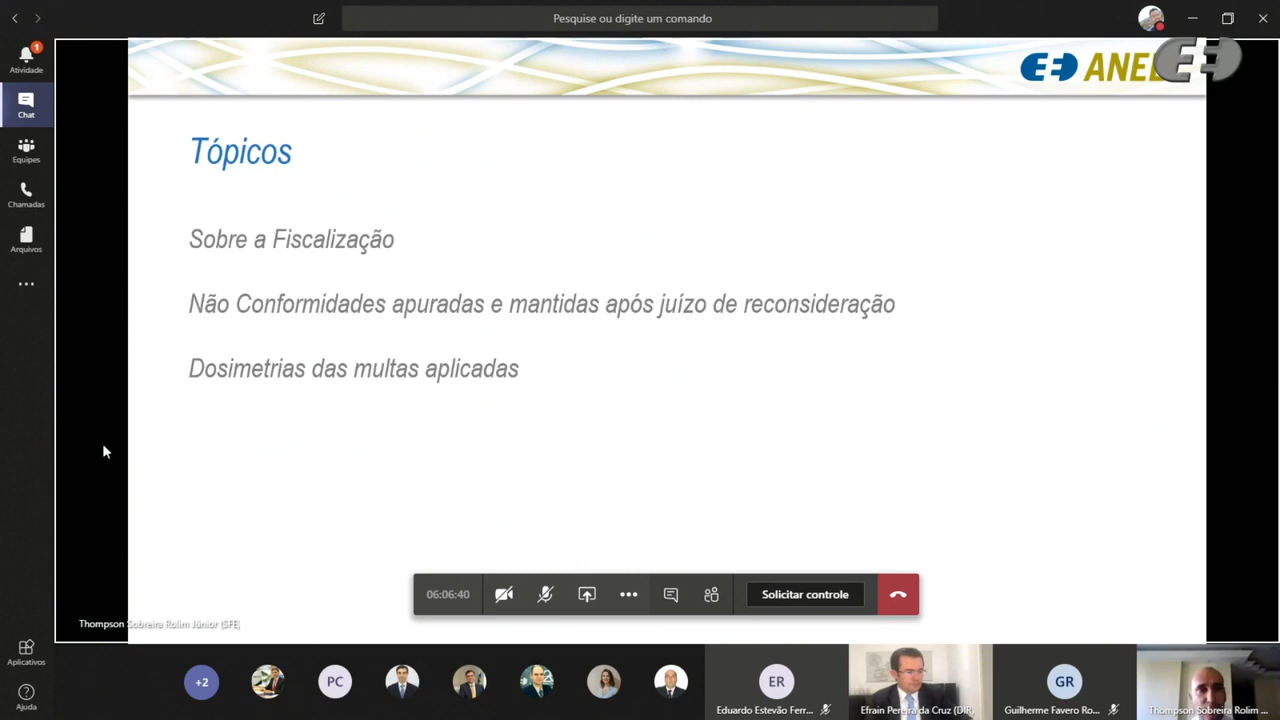 Pesquise ou digite um comando
1
Atividade
Chat
Equipes
Chamadas
Arquivos
Aplicativos
Ajuda
ANEEL
Tópicos
Sobre a Fiscalização
Não Conformidades apuradas e mantidas após juízo de reconsideração
Dosimetrias das multas aplicadas
06:06:40
Solicitar controle
Thompson Sobreira Rolim Júnior (SFE)
+2
PC
ER
GR
Eduardo Estevão Ferr...
Efrain Pereira da Cruz (DIR)
Guilherme Favero Ro...
Thompson Sobreira Rolim ...